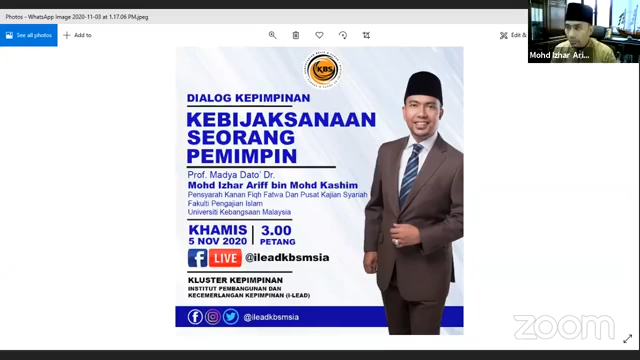 Photos - WhatsApp Image 2020-11-03 at 1.17.06 PM.jpeg
See all photos
Add to
Edit &
Mohd Izhar Ari...
KBS
DIALOG KEPIMPINAN
KEBIJAKSANAAN
SEORANG
PEMIMPIN
Prof. Madya Dato' Dr.
Mohd Izhar Ariff bin Mohd Kashim
Pensyarah Kanan Fiqh Fatwa Dan Pusat Kajian Syariah
Fakulti Pengajian Islam
Universiti Kebangsaan Malaysia
KHAMIS
5 NOV 2020
3.00
PETANG
f LIVE @ileadkbsmsia
KLUSTER KEPIMPINAN
INSTITUT PEMBANGUNAN DAN
KECEMERLANGAN KEPIMPINAN (I-LEAD)
@ileadkbsmsia
zoom